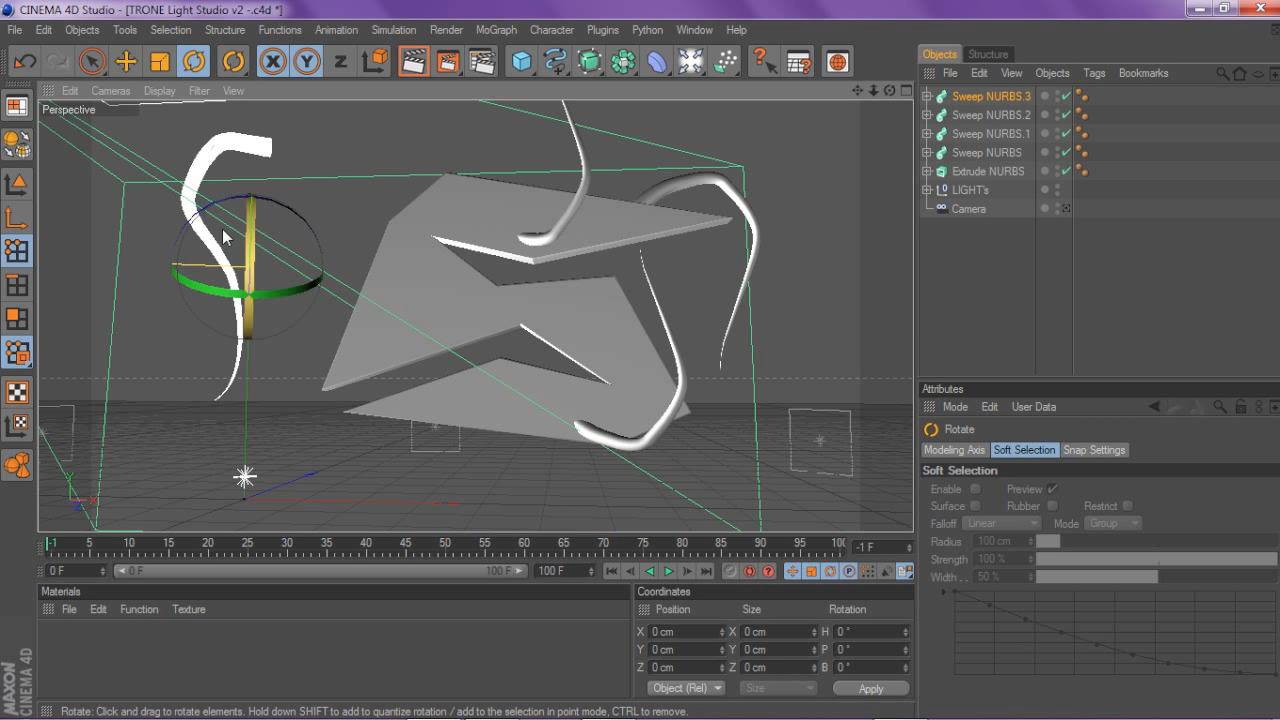 CINEMA 4D Studio - [TRONE Light Studio v2 -.c4d *]
File Edit Objects Tools Selection Structure Functions Animation Simulation Render MoGraph Character Plugins Python Window Help
Edit Cameras Display Filter View
Perspective
Objects Structure
File Edit View Objects Tags Bookmarks
Sweep NURBS.3
Sweep NURBS.2
Sweep NURBS.1
Sweep NURBS
Extrude NURBS
LIGHT's
Camera
Attributes
Mode Edit User Data
Rotate
Modeling Axis Soft Selection Snap Settings
Soft Selection
Enable Preview
Surface Rubber Restrict
Falloff Linear Mode Group
Radius 100 cm
Strength 100 %
Width . . 50 %
-1 5 10 15 20 25 30 35 40 45 50 55 60 65 70 75 80 85 90 95 100 -1 F
0 F 0 F 100 F 100 F
Materials
File Edit Function Texture
Coordinates
Position Size Rotation
X 0 cm X 0 cm H 0 °
Y 0 cm Y 0 cm P 0 °
Z 0 cm Z 0 cm B 0 °
Object (Rel) Size Apply
MAXON CINEMA 4D
Rotate: Click and drag to rotate elements. Hold down SHIFT to add to quantize rotation / add to the selection in point mode, CTRL to remove.